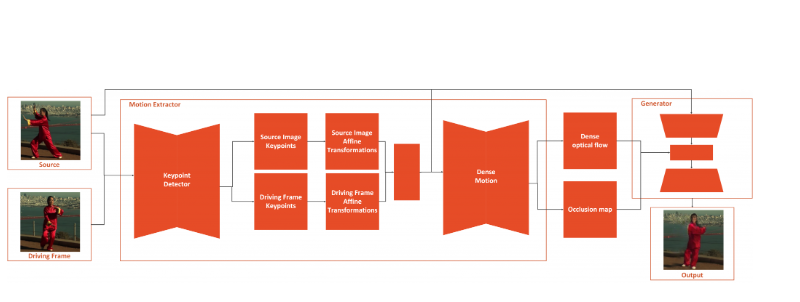 Motion Extractor
Generator
Source
Driving Frame
Keypoint
Detector
Source Image
Keypoints
Source Image
Affine
Transformations
Driving Frame
Keypoints
Driving Frame
Affine
Transformations
Dense
Motion
Dense
optical flow
Occlusion map
Output